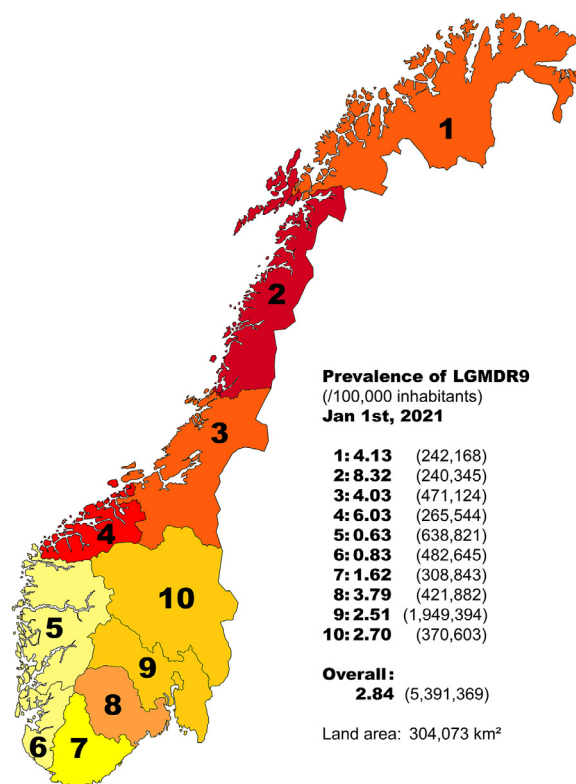 1
2
3
4
5
10
9
8
6
7
Prevalence of LGMDR9
(/100,000 inhabitants)
Jan 1st, 2021
1: 4.13 (242,168)
2: 8.32 (240,345)
3: 4.03 (471,124)
4: 6.03 (265,544)
5: 0.63 (638,821)
6: 0.83 (482,645)
7: 1.62 (308,843)
8: 3.79 (421,882)
9: 2.51 (1,949,394)
10: 2.70 (370,603)
Overall:
2.84 (5,391,369)
Land area: 304,073 km²